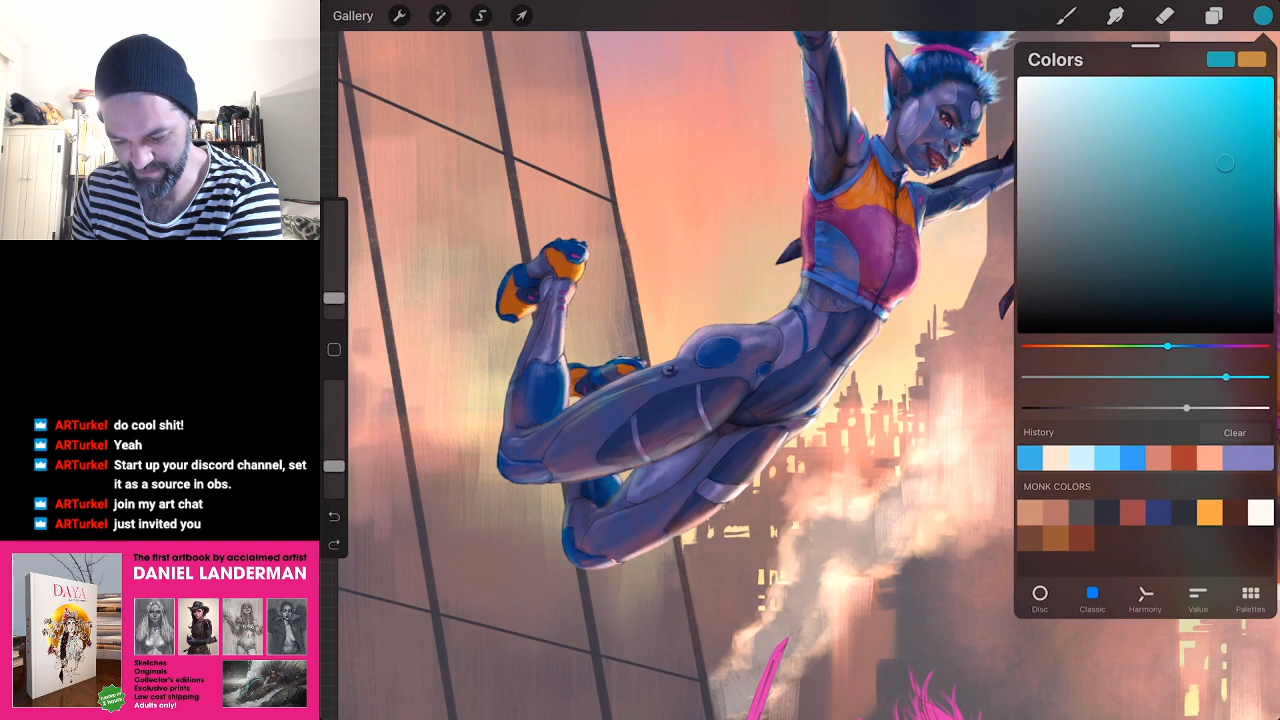 Gallery
Colors
History
Clear
MONK COLORS
Disc
Classic
Harmony
Value
Palettes
ARTurkel do cool shit!
ARTurkel Yeah
ARTurkel Start up your discord channel, set
it as a source in obs.
ARTurkel join my art chat
ARTurkel just invited you
The first artbook by acclaimed artist
DANIEL LANDERMAN
DAYA
Sketches
Originals
Collector's editions
Exclusive prints
Low cost shipping
Adults only!